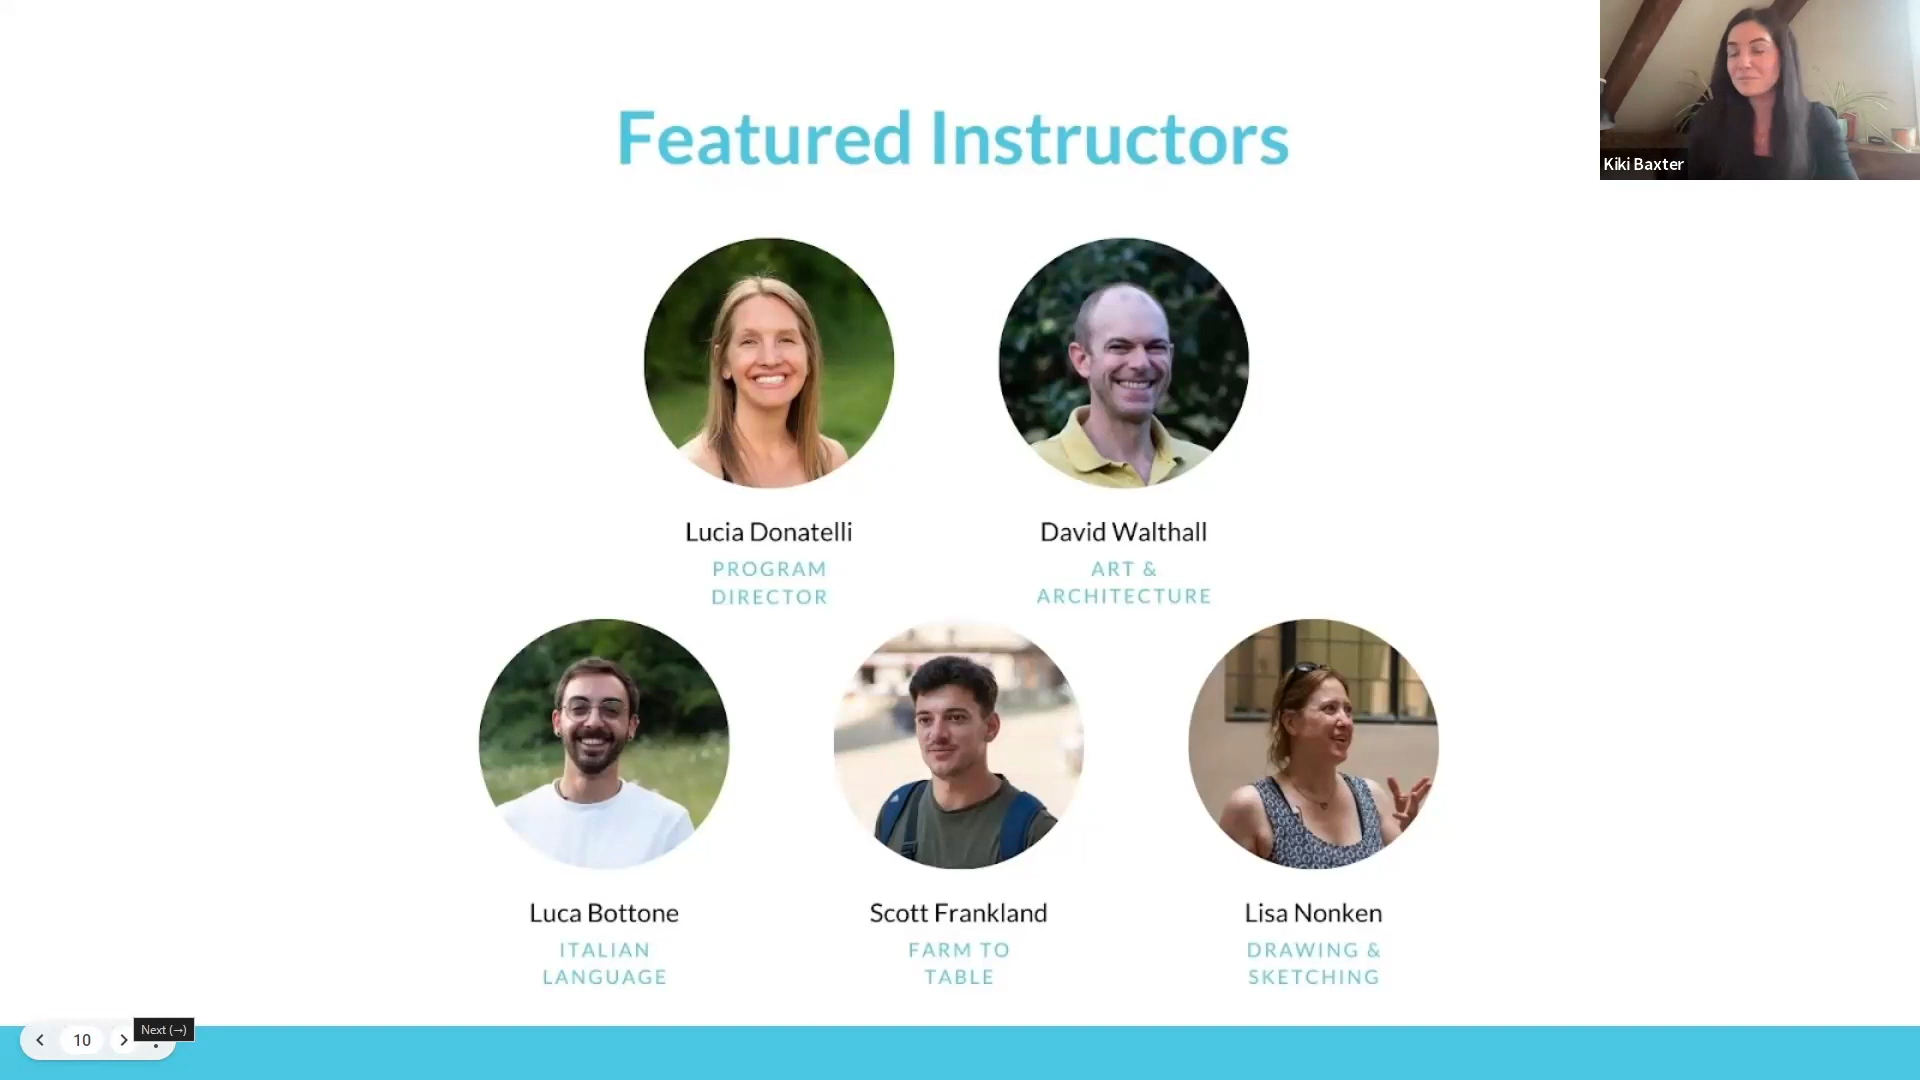 Featured Instructors
Kiki Baxter
Lucia Donatelli
PROGRAM
DIRECTOR
David Walthall
ART &
ARCHITECTURE
Luca Bottone
ITALIAN
LANGUAGE
Scott Frankland
FARM TO
TABLE
Lisa Nonken
DRAWING &
SKETCHING
10
Next (→)